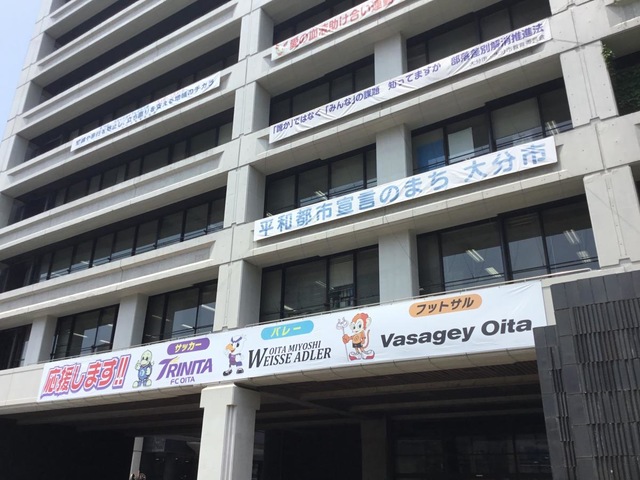 愛の血液助け合い運動
「誰か」ではなく「みんな」の課題 知ってますか 部落差別解消推進法
平和都市宣言のまち 大分市
応援します!!
サッカー
TRINITA
FC OITA
バレー
OITA MIYOSHI
WEISSE ADLER
フットサル
Vasagey Oita